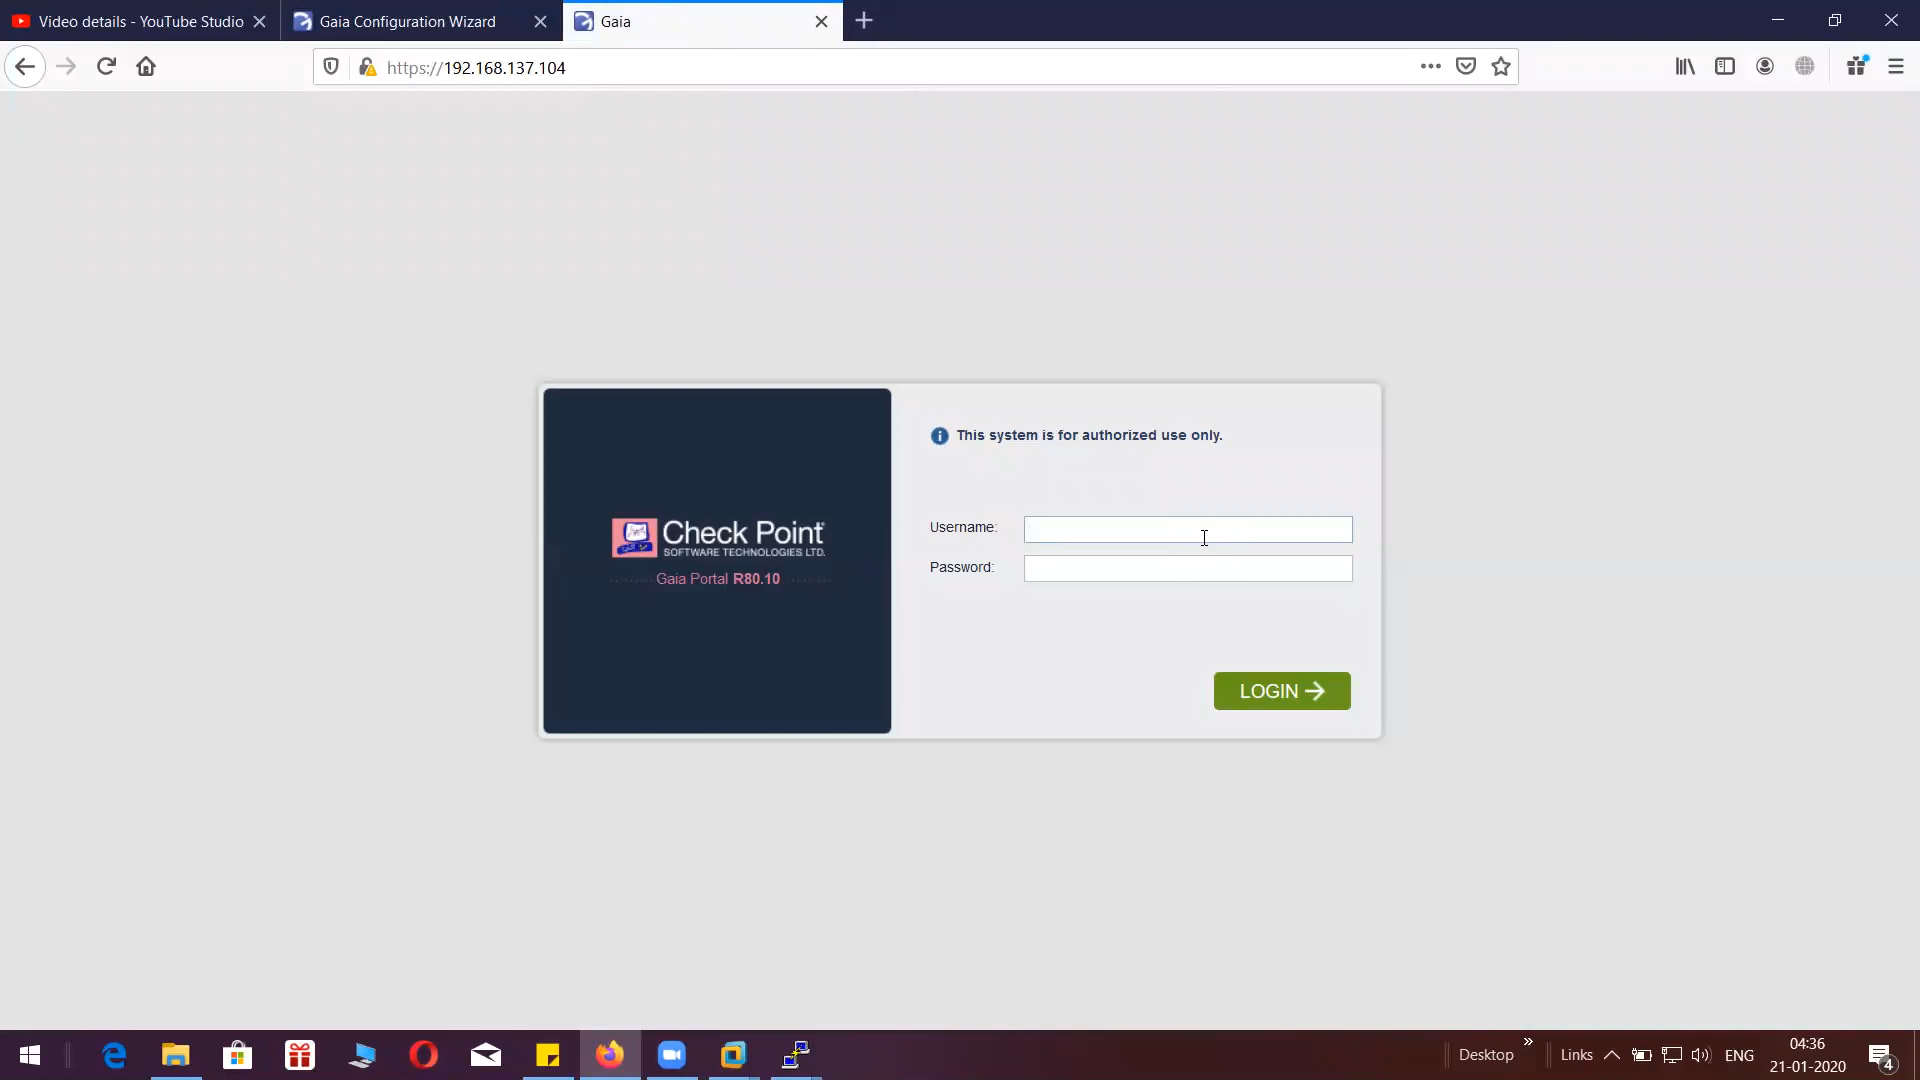 Video details - YouTube Studio
Gaia Configuration Wizard
Gaia
https://192.168.137.104
This system is for authorized use only.
Username:
Password:
Check Point
SOFTWARE TECHNOLOGIES LTD.
Gaia Portal R80.10
LOGIN
Desktop
Links
ENG
04:36
21-01-2020
4